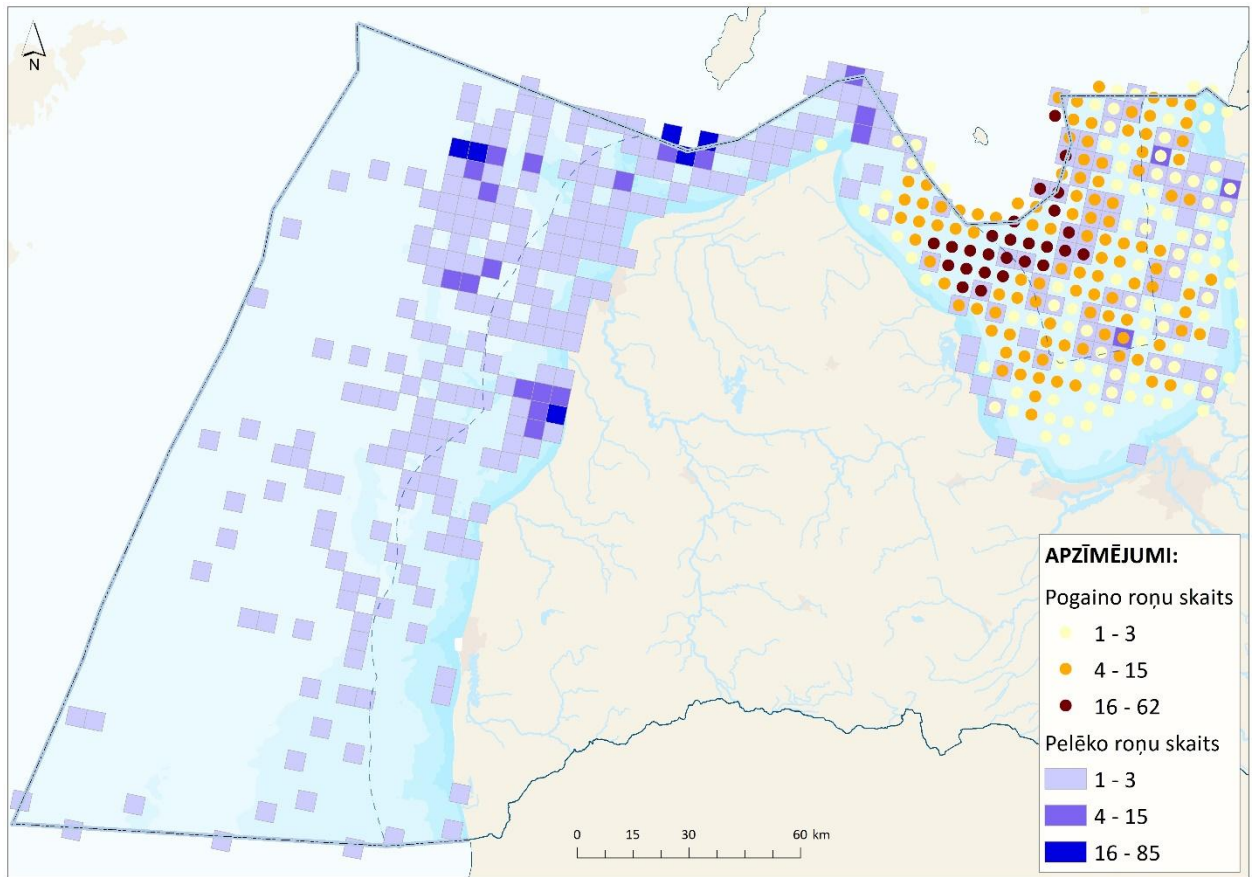 N
APZĪMĒJUMI:
Pogaino roņu skaits
1 - 3
4 - 15
16 - 62
Pelēko roņu skaits
1 - 3
4 - 15
16 - 85
0 15 30 60 km